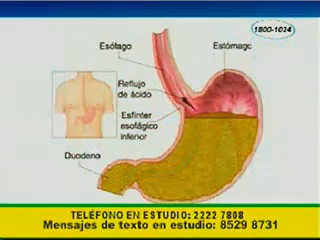 1800-1024
Esófago
Estómago
Reflujo
de ácido
Esfínter
esofágico
inferior
Duodeno
TELÉFONO EN ESTUDIO: 2222 7808
Mensajes de texto en estudio: 8529 8731